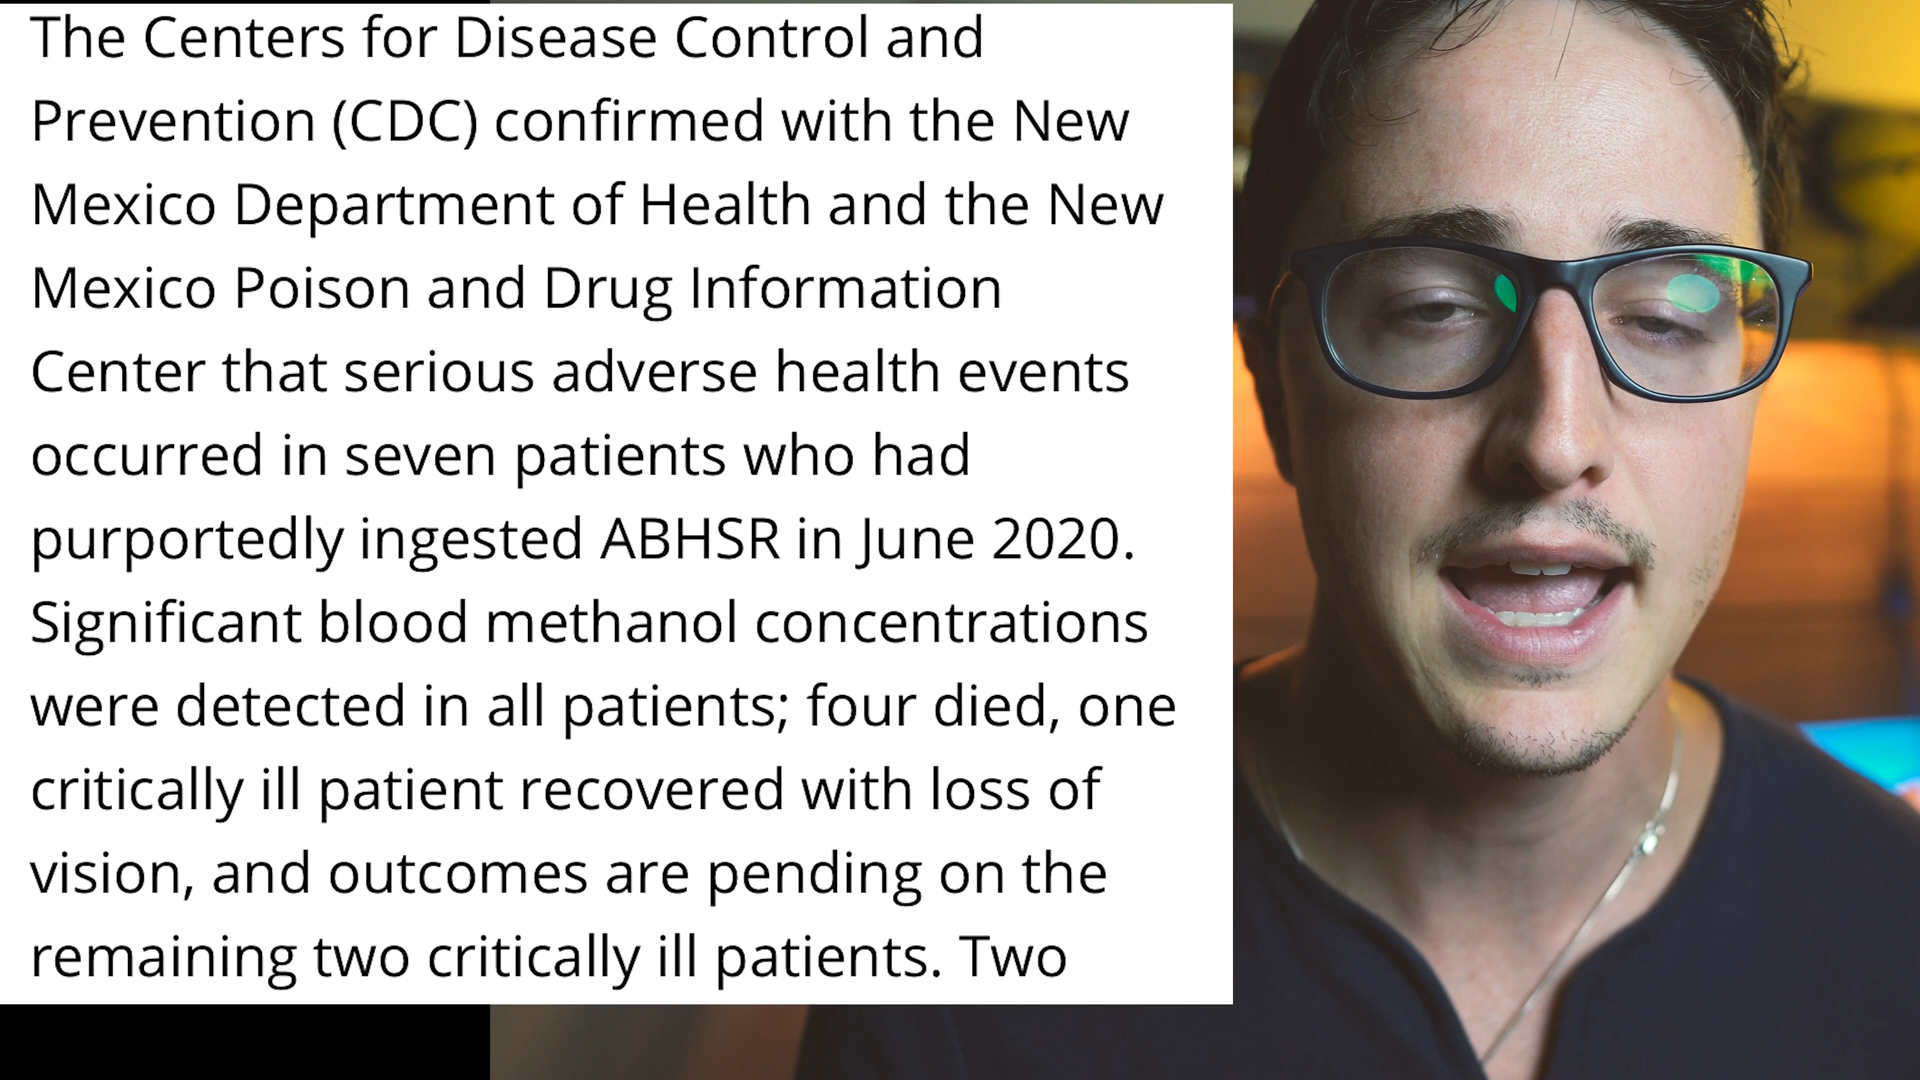 The Centers for Disease Control and
Prevention (CDC) confirmed with the New
Mexico Department of Health and the New
Mexico Poison and Drug Information
Center that serious adverse health events
occurred in seven patients who had
purportedly ingested ABHSR in June 2020.
Significant blood methanol concentrations
were detected in all patients; four died, one
critically ill patient recovered with loss of
vision, and outcomes are pending on the
remaining two critically ill patients. Two